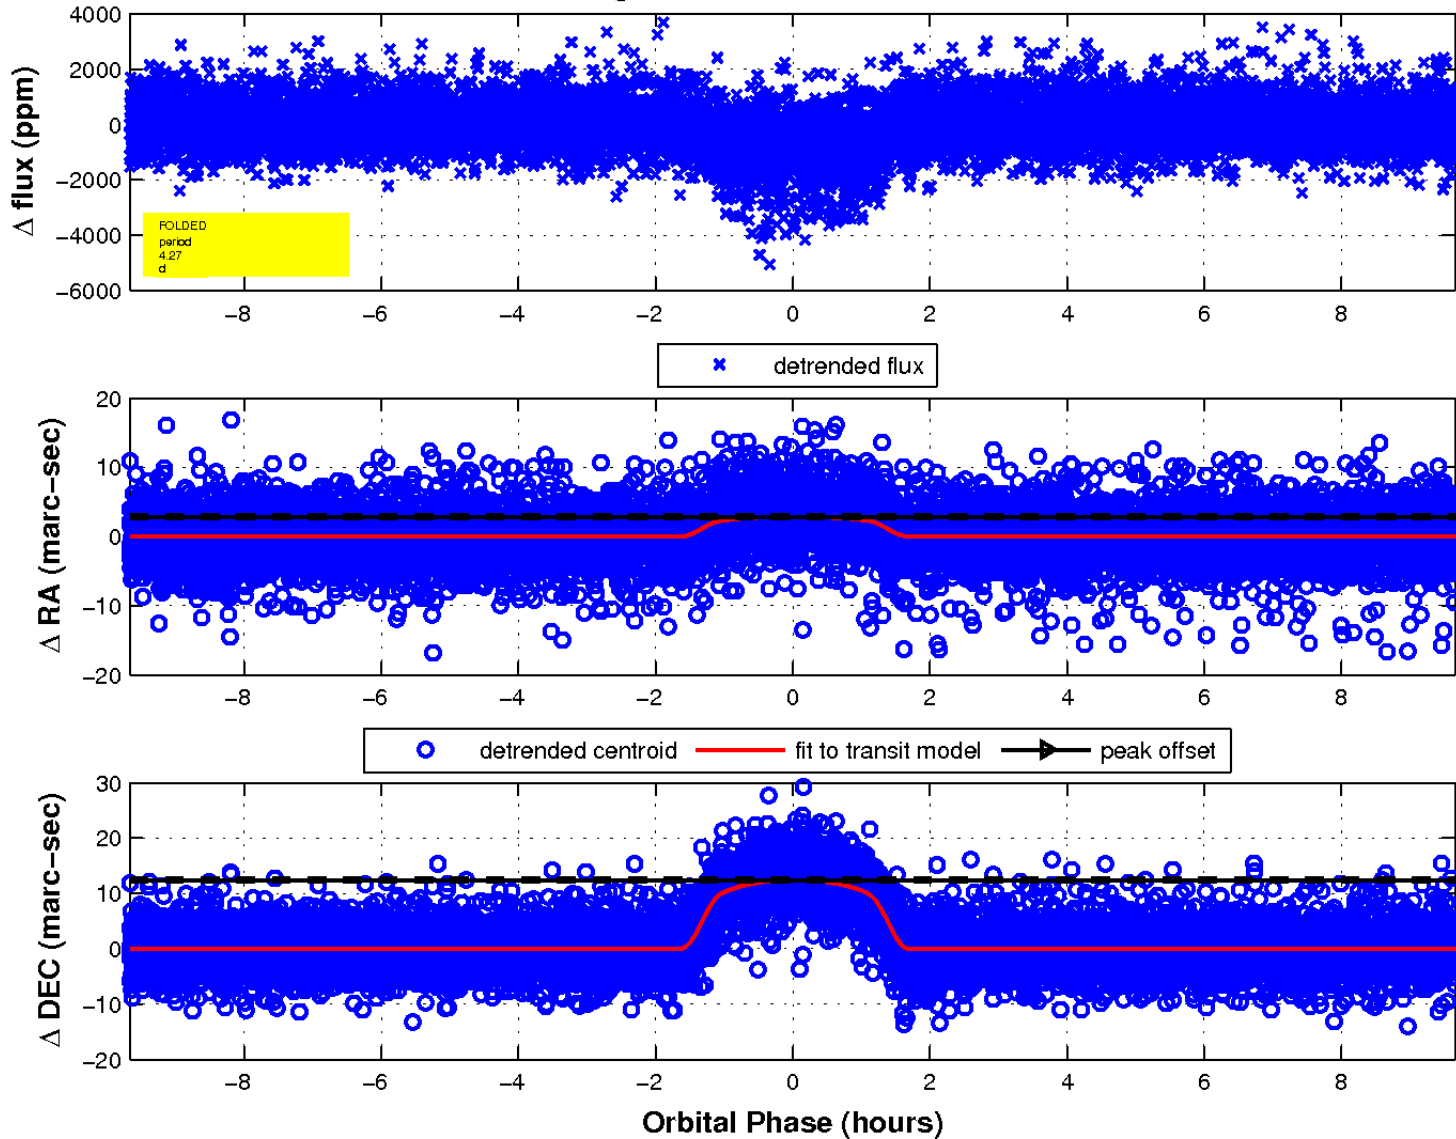 4000
2000
0
−2000
−4000
−6000
Δ flux (ppm)
FOLDED
period
4.27
d
−8 −6 −4 −2 0 2 4 6 8
detrended flux
20
10
0
−10
−20
Δ RA (marc−sec)
−8 −6 −4 −2 0 2 4 6 8
detrended centroid fit to transit model peak offset
30
20
10
0
−10
−20
Δ DEC (marc−sec)
−8 −6 −4 −2 0 2 4 6 8
Orbital Phase (hours)